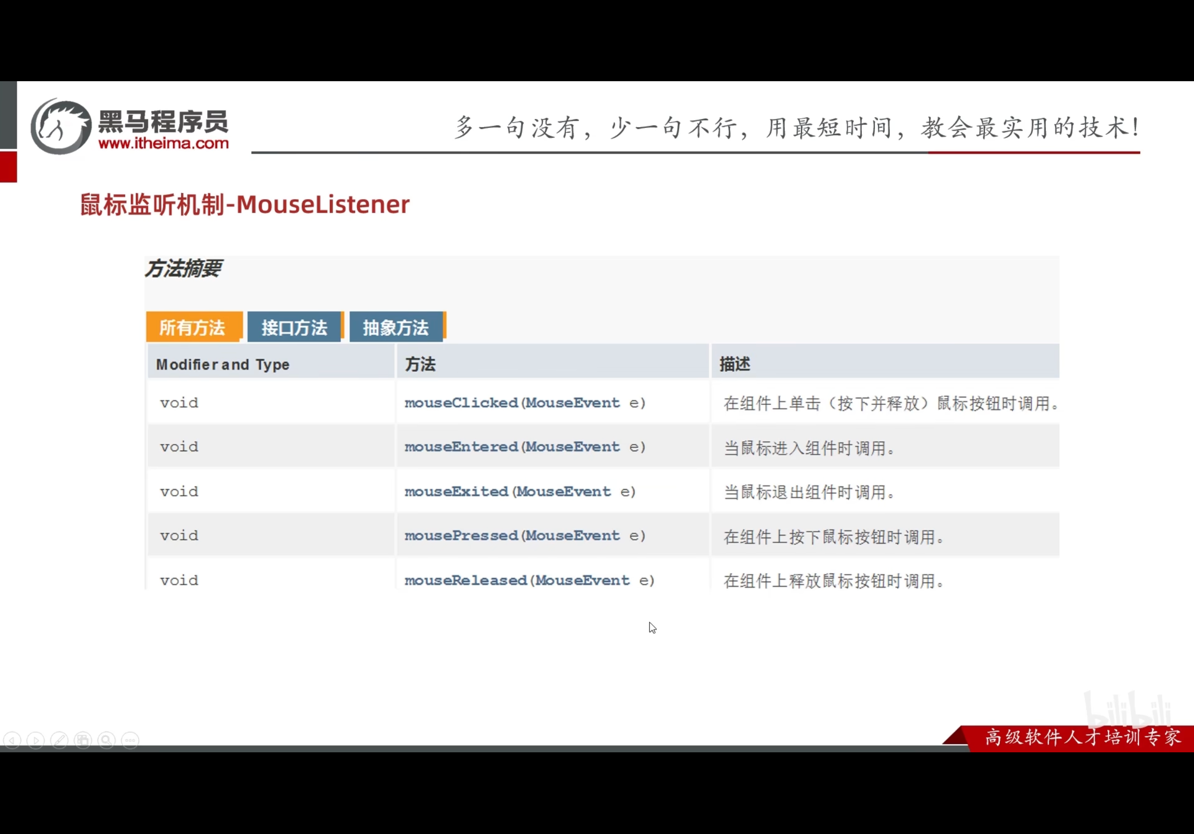 黑马程序员
www.itheima.com
多一句没有，少一句不行，用最短时间，教会最实用的技术！
鼠标监听机制-MouseListener
方法摘要
所有方法 接口方法 抽象方法
Modifier and Type 方法 描述
void mouseClicked(MouseEvent e) 在组件上单击（按下并释放）鼠标按钮时调用。
void mouseEntered(MouseEvent e) 当鼠标进入组件时调用。
void mouseExited(MouseEvent e) 当鼠标退出组件时调用。
void mousePressed(MouseEvent e) 在组件上按下鼠标按钮时调用。
void mouseReleased(MouseEvent e) 在组件上释放鼠标按钮时调用。
bilibili
高级软件人才培训专家